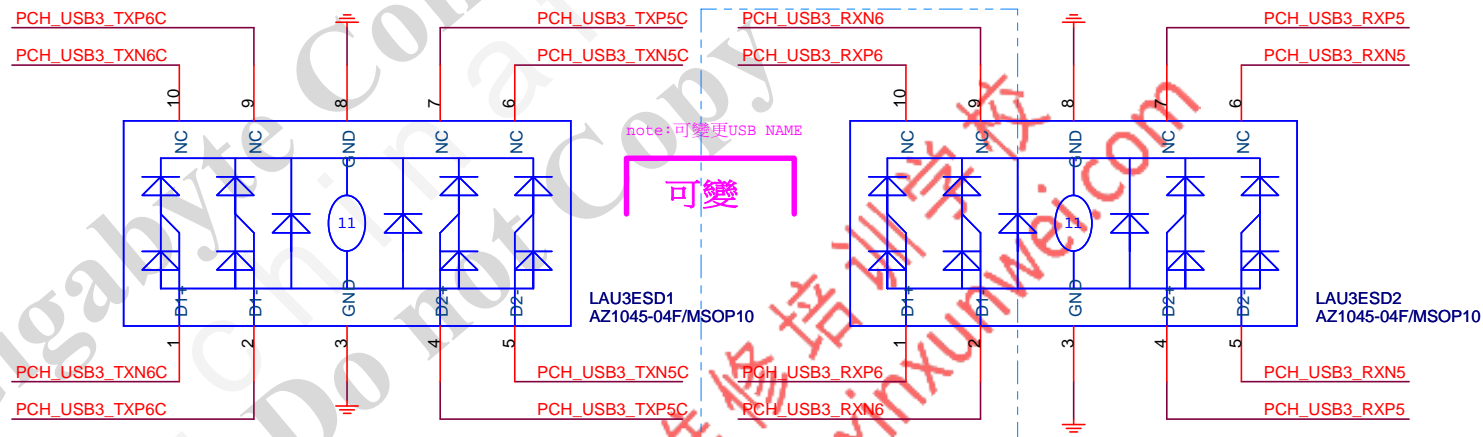 PCH_USB3_TXP6C
PCH_USB3_TXP5C
PCH_USB3_RXN6
PCH_USB3_RXP5
PCH_USB3_TXN6C
PCH_USB3_TXN5C
PCH_USB3_RXP6
PCH_USB3_RXN5
10 9 8 7 6
10 9 8 7 6
NC NC GND NC NC
NC NC GND NC NC
note:可變更USB NAME
可變
11
11
D1+ D1- GND D2+ D2-
D1+ D1- GND D2+ D2-
LAU3ESD1
AZ1045-04F/MSOP10
LAU3ESD2
AZ1045-04F/MSOP10
1 2 3 4 5
1 2 3 4 5
PCH_USB3_TXN6C
PCH_USB3_TXN5C
PCH_USB3_RXP6
PCH_USB3_RXN5
PCH_USB3_TXP6C
PCH_USB3_TXP5C
PCH_USB3_RXN6
PCH_USB3_RXP5
Do not Copy
修培训学校
xinxunwei.com